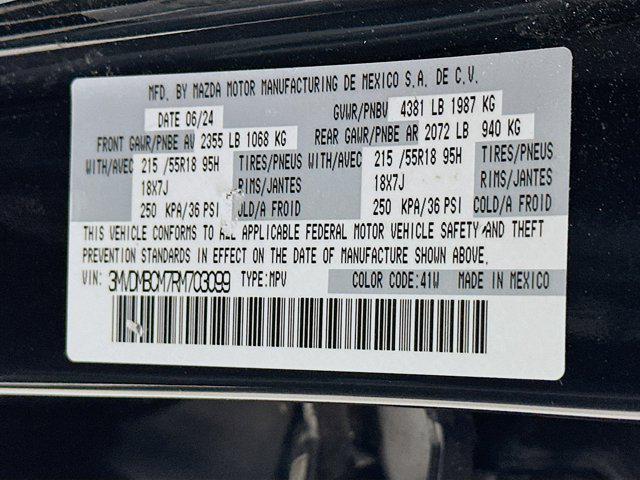 MFD. BY MAZDA MOTOR MANUFACTURING DE MEXICO S.A. DE C.V.
DATE 06/24 GVWR/PNBV 4381 LB 1987 KG
FRONT GAWR/PNBE AV 2355 LB 1068 KG REAR GAWR/PNBE AR 2072 LB 940 KG
WITH/AVEC 215 /55R18 95H TIRES/PNEUS WITH/AVEC 215 /55R18 95H TIRES/PNEUS
18X7J RIMS/JANTES 18X7J RIMS/JANTES
250 KPA/36 PSI JLD/A FROID 250 KPA/36 PSI COLD/A FROID
THIS VEHICLE CONFORMS TO ALL APPLICABLE FEDERAL MOTOR VEHICLE SAFETY AND THEFT
PREVENTION STANDARDS IN EFFECT ON THE DATE OF MANUFACTURE SHOWN ABOVE.
VIN: 3MVDMBCM7RM703099 TYPE: MPV COLOR CODE: 41W MADE IN MEXICO